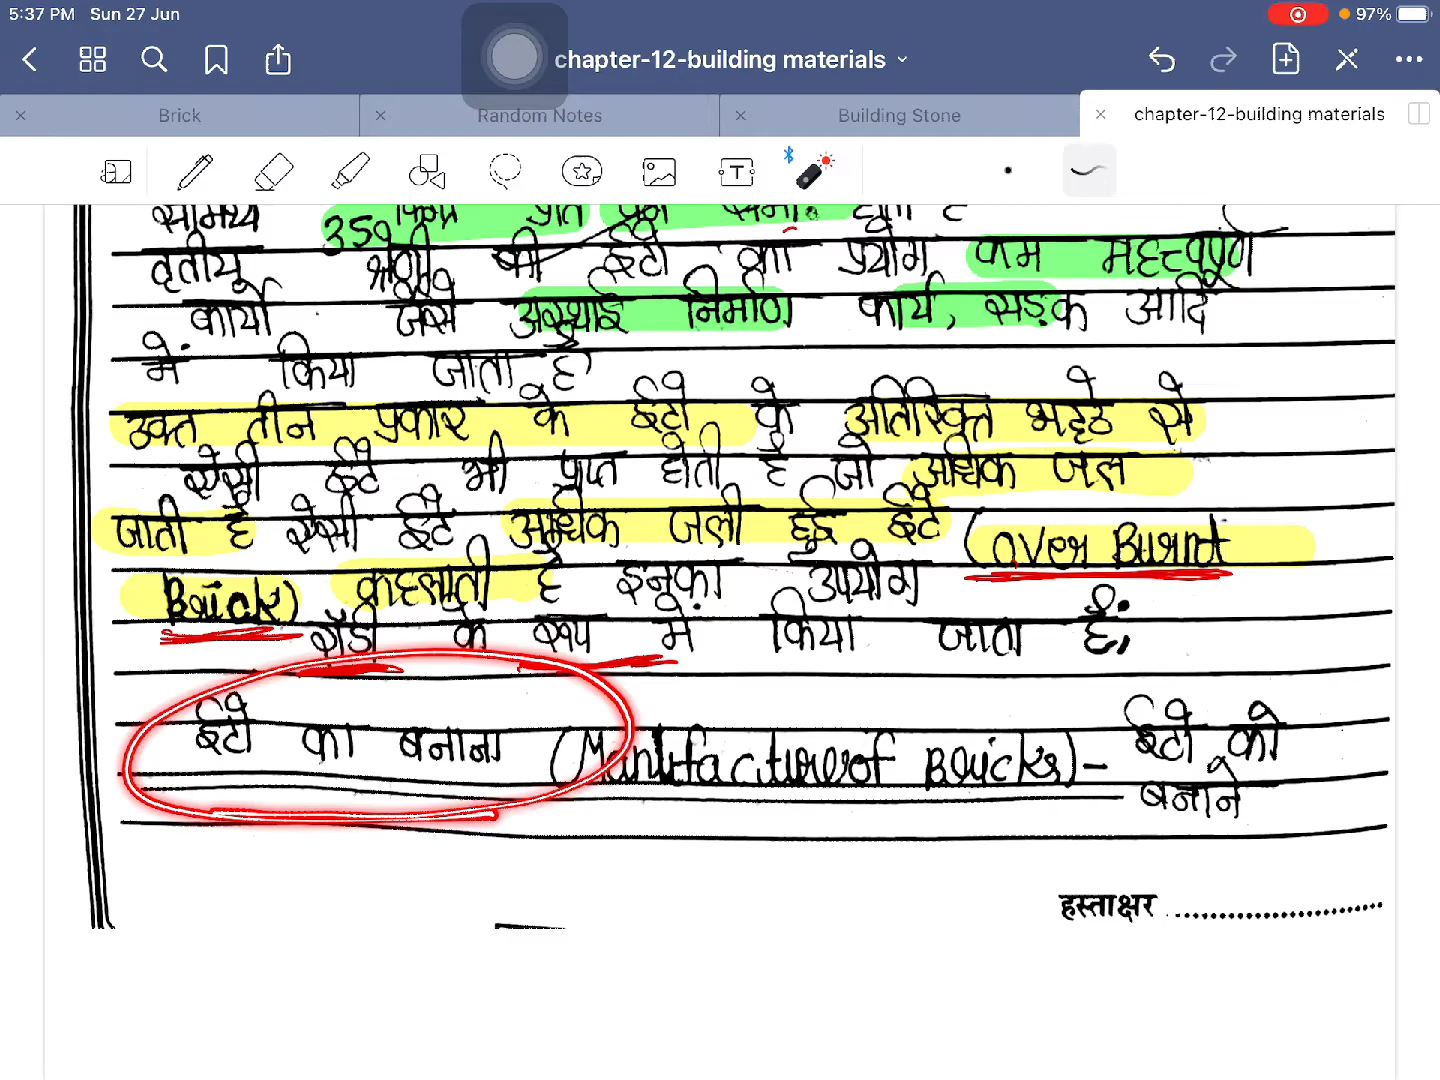 5:37 PM Sun 27 Jun
97%
chapter-12-building materials
Brick
Random Notes
Building Stone
chapter-12-building materials
सामर्थ्य 350 किग्रा प्रति
तृतीय श्रेणी की ईंटों का प्रयोग कम महत्वपूर्ण
कार्यो जैसे अस्थाई निर्माण कार्य, सड़क आदि
में किया जाता है
उक्त तीन प्रकार के ईंटो के अतिरिक्त भट्ठे से
ऐसी ईंटे भी प्राप्त होती है जो अधिक जल
जाती है ऐसी ईंटे अधिक जली हुई ईंटे (over Burnt
Brick) कहलाती है इनका उपयोग
रोड़ी के रूप में किया जाता है;
ईंटो का बनाना (Manufacture of Bricks) - ईंटो को
बनाने
हस्ताक्षर ................................